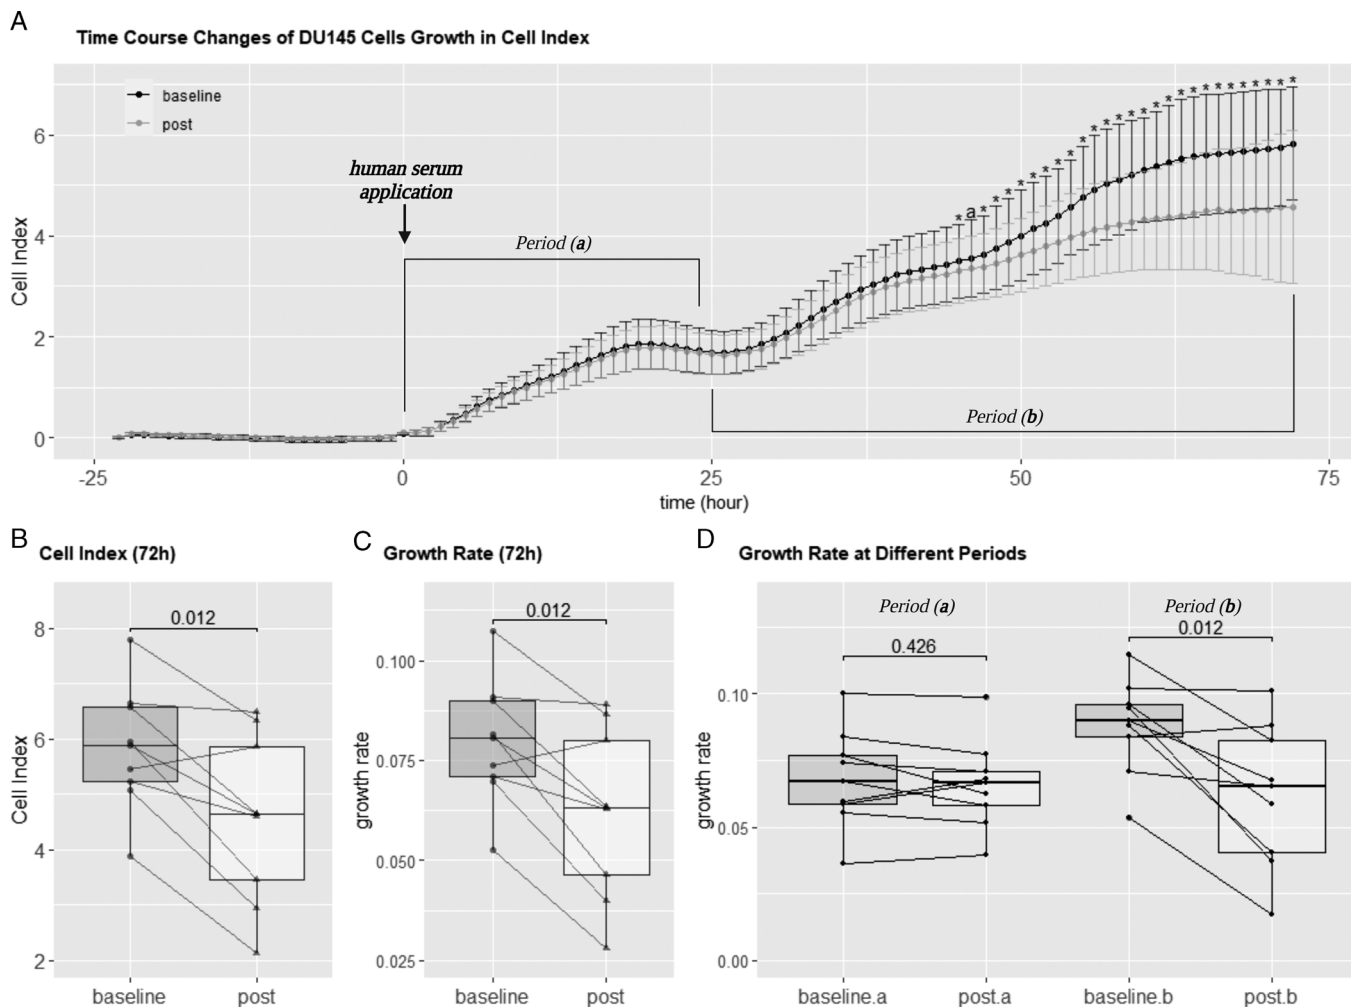 A
Time Course Changes of DU145 Cells Growth in Cell Index
baseline
post
human serum
application
Period (a)
Period (b)
* a * * * * * * * * * * * * * * * * * * * * * * * * * *
Cell Index
6
4
2
0
-25 0 25 50 75
time (hour)
B Cell Index (72h)
0.012
Cell Index
8
6
4
2
baseline post
C Growth Rate (72h)
0.012
growth rate
0.100
0.075
0.050
0.025
baseline post
D Growth Rate at Different Periods
Period (a) Period (b)
0.426 0.012
growth rate
0.10
0.05
0.00
baseline.a post.a baseline.b post.b